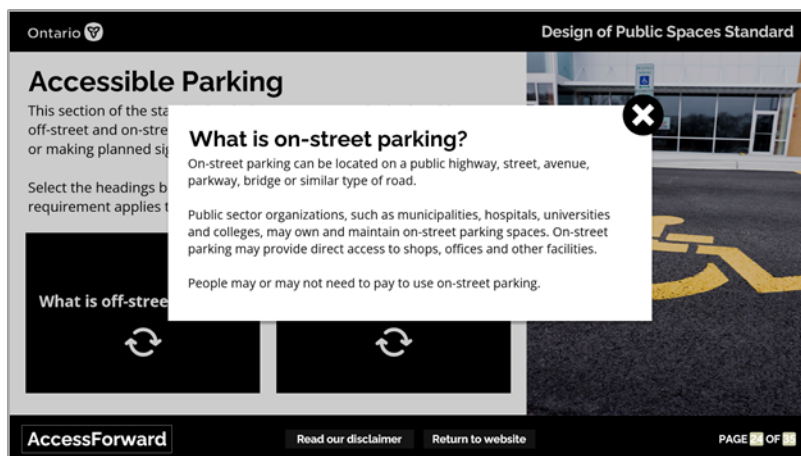 Ontario
Design of Public Spaces Standard
Accessible Parking
This section of the sta
off-street and on-stre
or making planned sig
Select the headings b
requirement applies t
What is on-street parking?
On-street parking can be located on a public highway, street, avenue,
parkway, bridge or similar type of road.
Public sector organizations, such as municipalities, hospitals, universities
and colleges, may own and maintain on-street parking spaces. On-street
parking may provide direct access to shops, offices and other facilities.
People may or may not need to pay to use on-street parking.
What is off-stree
AccessForward
Read our disclaimer
Return to website
PAGE 24 OF 35